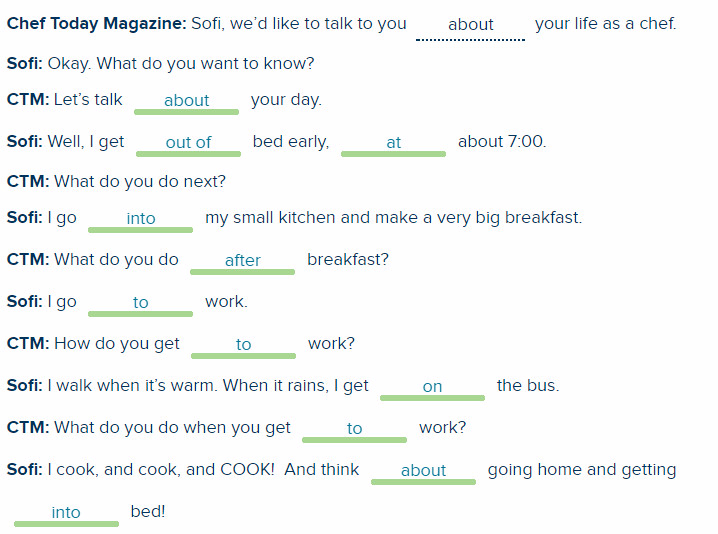 Chef Today Magazine: Sofi, we’d like to talk to you about your life as a chef.
Sofi: Okay. What do you want to know?
CTM: Let’s talk about your day.
Sofi: Well, I get out of bed early, at about 7:00.
CTM: What do you do next?
Sofi: I go into my small kitchen and make a very big breakfast.
CTM: What do you do after breakfast?
Sofi: I go to work.
CTM: How do you get to work?
Sofi: I walk when it’s warm. When it rains, I get on the bus.
CTM: What do you do when you get to work?
Sofi: I cook, and cook, and COOK! And think about going home and getting
into bed!